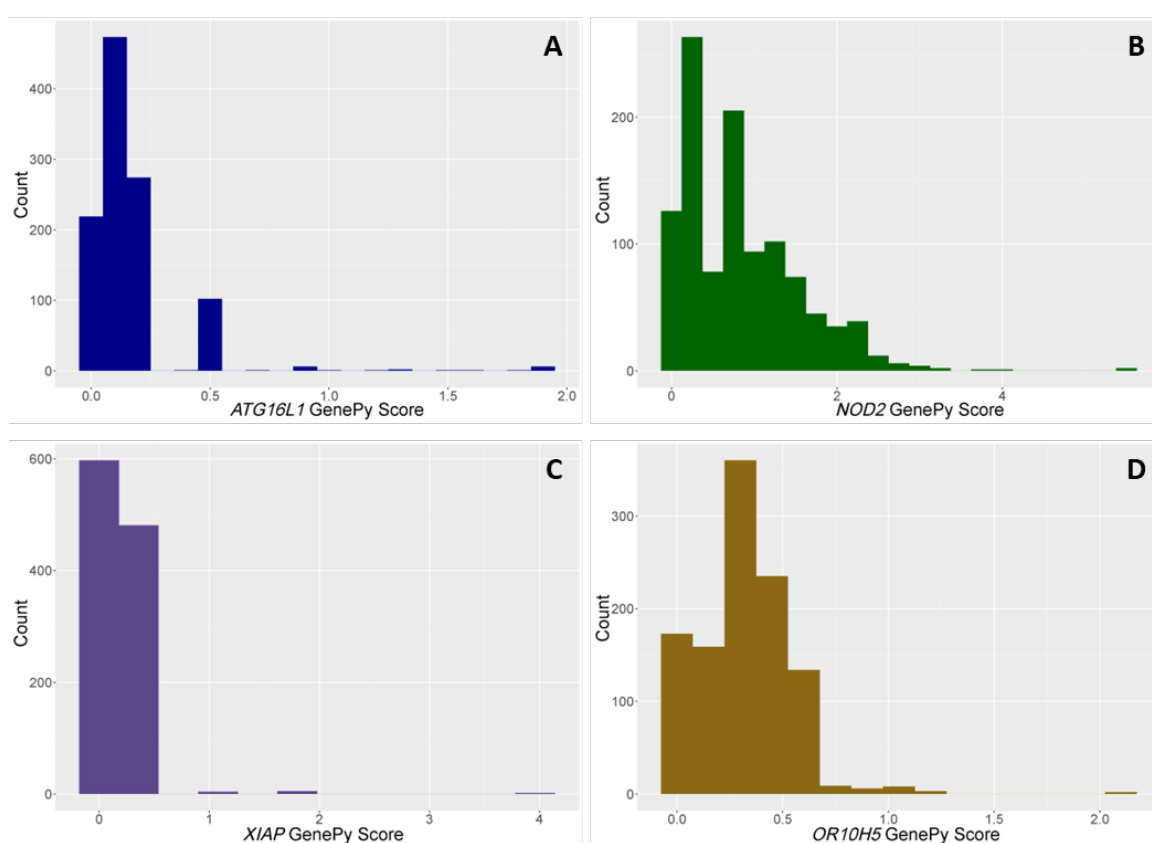 A
Count
400
300
200
100
0
0.0 0.5 1.0 1.5 2.0
ATG16L1 GenePy Score
B
Count
200
100
0
0 2 4
NOD2 GenePy Score
C
Count
600
400
200
0
0 1 2 3 4
XIAP GenePy Score
D
Count
300
200
100
0
0.0 0.5 1.0 1.5 2.0
OR10H5 GenePy Score